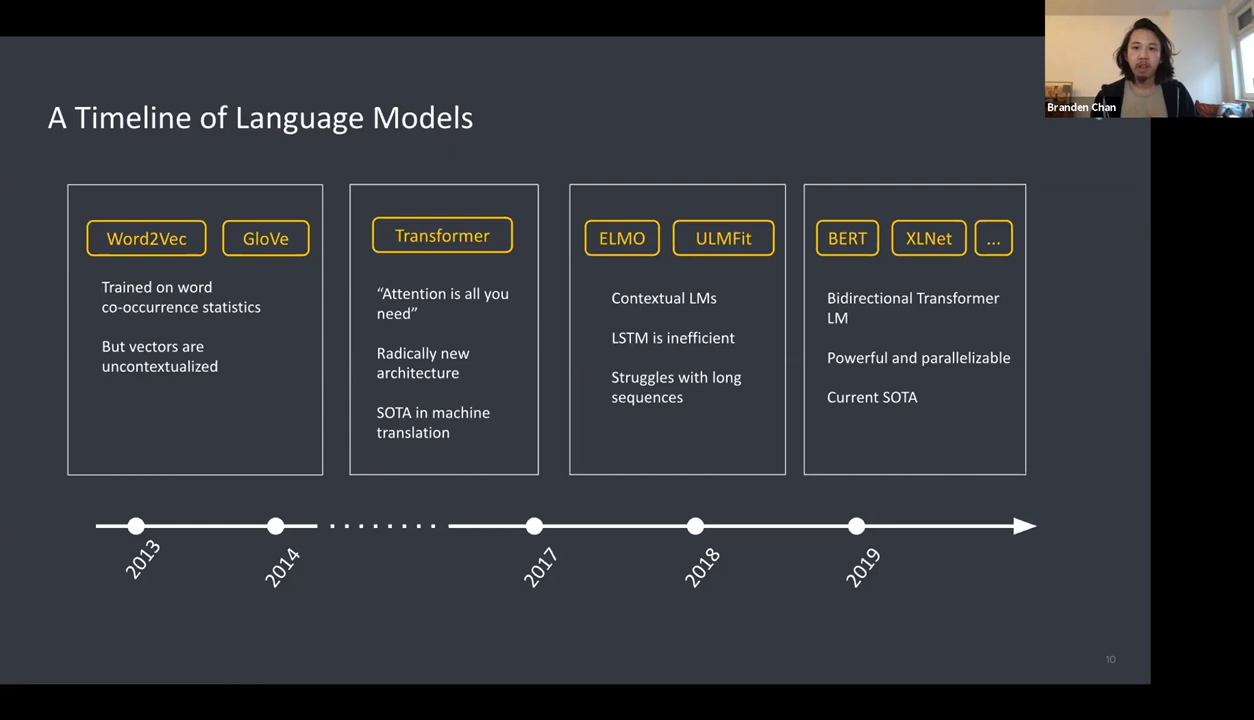 Branden Chan
A Timeline of Language Models
Word2Vec GloVe
Trained on word
co-occurrence statistics
But vectors are
uncontextualized
Transformer
“Attention is all you
need”
Radically new
architecture
SOTA in machine
translation
ELMO ULMFit
Contextual LMs
LSTM is inefficient
Struggles with long
sequences
BERT XLNet ...
Bidirectional Transformer
LM
Powerful and parallelizable
Current SOTA
2013 2014 2017 2018 2019
10